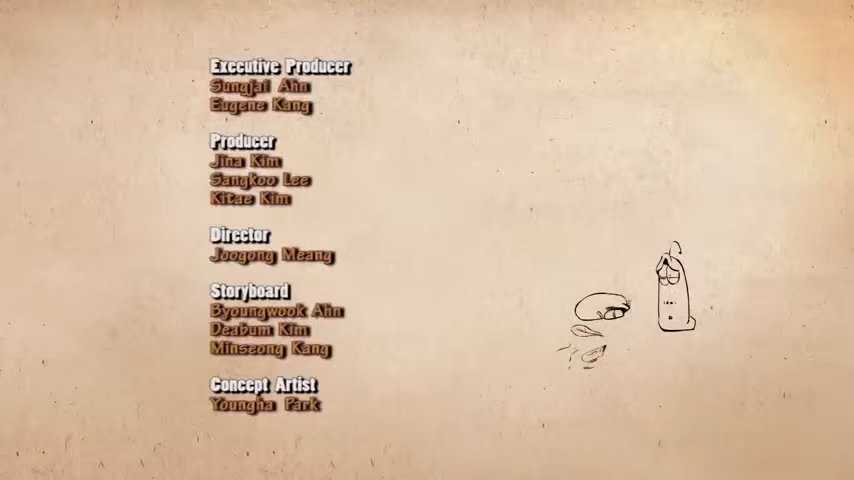 Executive Producer
Sungjai Ahn
Eugene Kang
Producer
Jina Kim
Sangkoo Lee
Kitae Kim
Director
Joogong Meang
Storyboard
Byoungwook Ahn
Deabum Kim
Minseong Kang
Concept Artist
Youngha Park